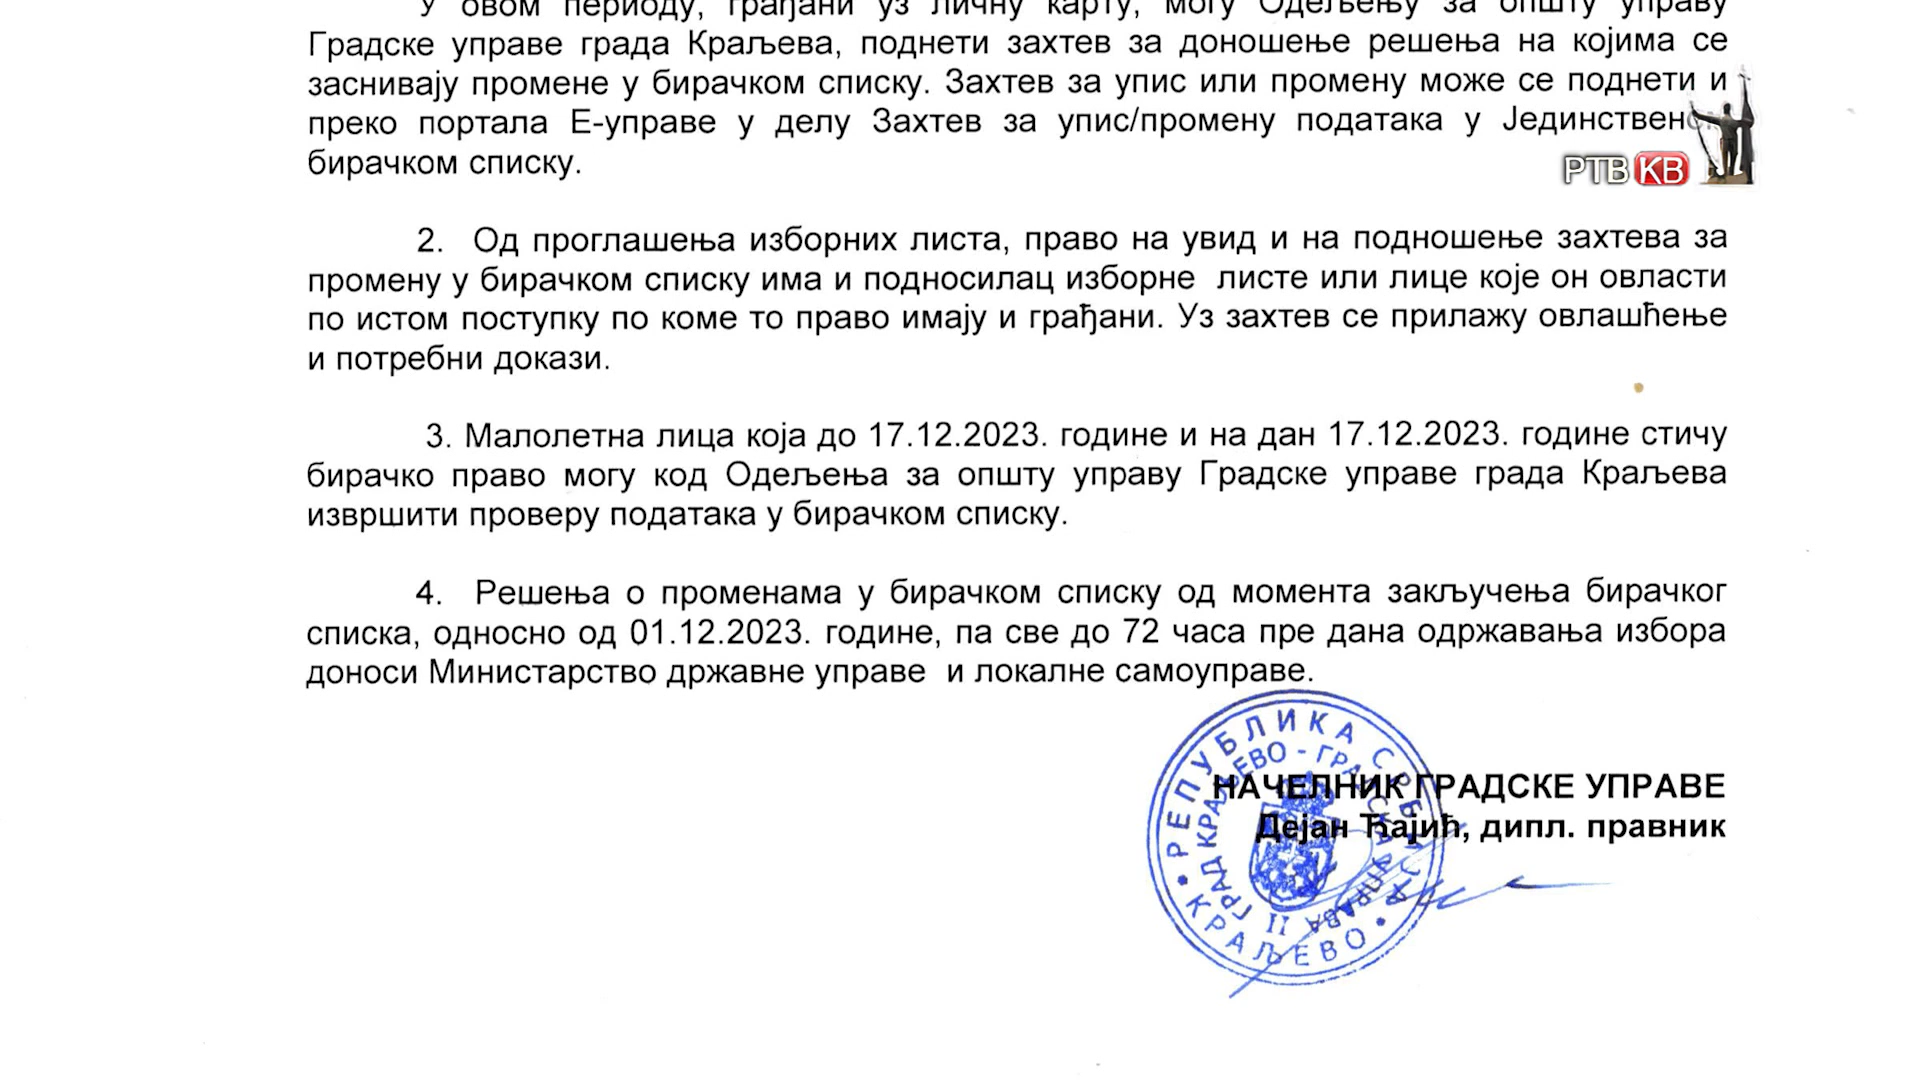 У овом периоду, грађани уз личну карту, могу Одељењу за општу управу
Градске управе града Краљева, поднети захтев за доношење решења на којима се
заснивају промене у бирачком списку. Захтев за упис или промену може се поднети и
преко портала Е-управе у делу Захтев за упис/промену података у Јединственом
бирачком списку.
РТВ КВ
2. Од проглашења изборних листа, право на увид и на подношење захтева за
промену у бирачком списку има и подносилац изборне листе или лице које он овласти
по истом поступку по коме то право имају и грађани. Уз захтев се прилажу овлашћење
и потребни докази.
3. Малолетна лица која до 17.12.2023. године и на дан 17.12.2023. године стичу
бирачко право могу код Одељења за општу управу Градске управе града Краљева
извршити проверу података у бирачком списку.
4. Решења о променама у бирачком списку од момента закључења бирачког
списка, односно од 01.12.2023. године, па све до 72 часа пре дана одржавања избора
доноси Министарство државне управе и локалне самоуправе.
НАЧЕЛНИК ГРАДСКЕ УПРАВЕ
Дејан Ђајић, дипл. правник
РЕПУБЛИКА СРБИЈА
ГРАД КРАЉЕВО - ГРАДСКА УПРАВА
II
КРАЉЕВО